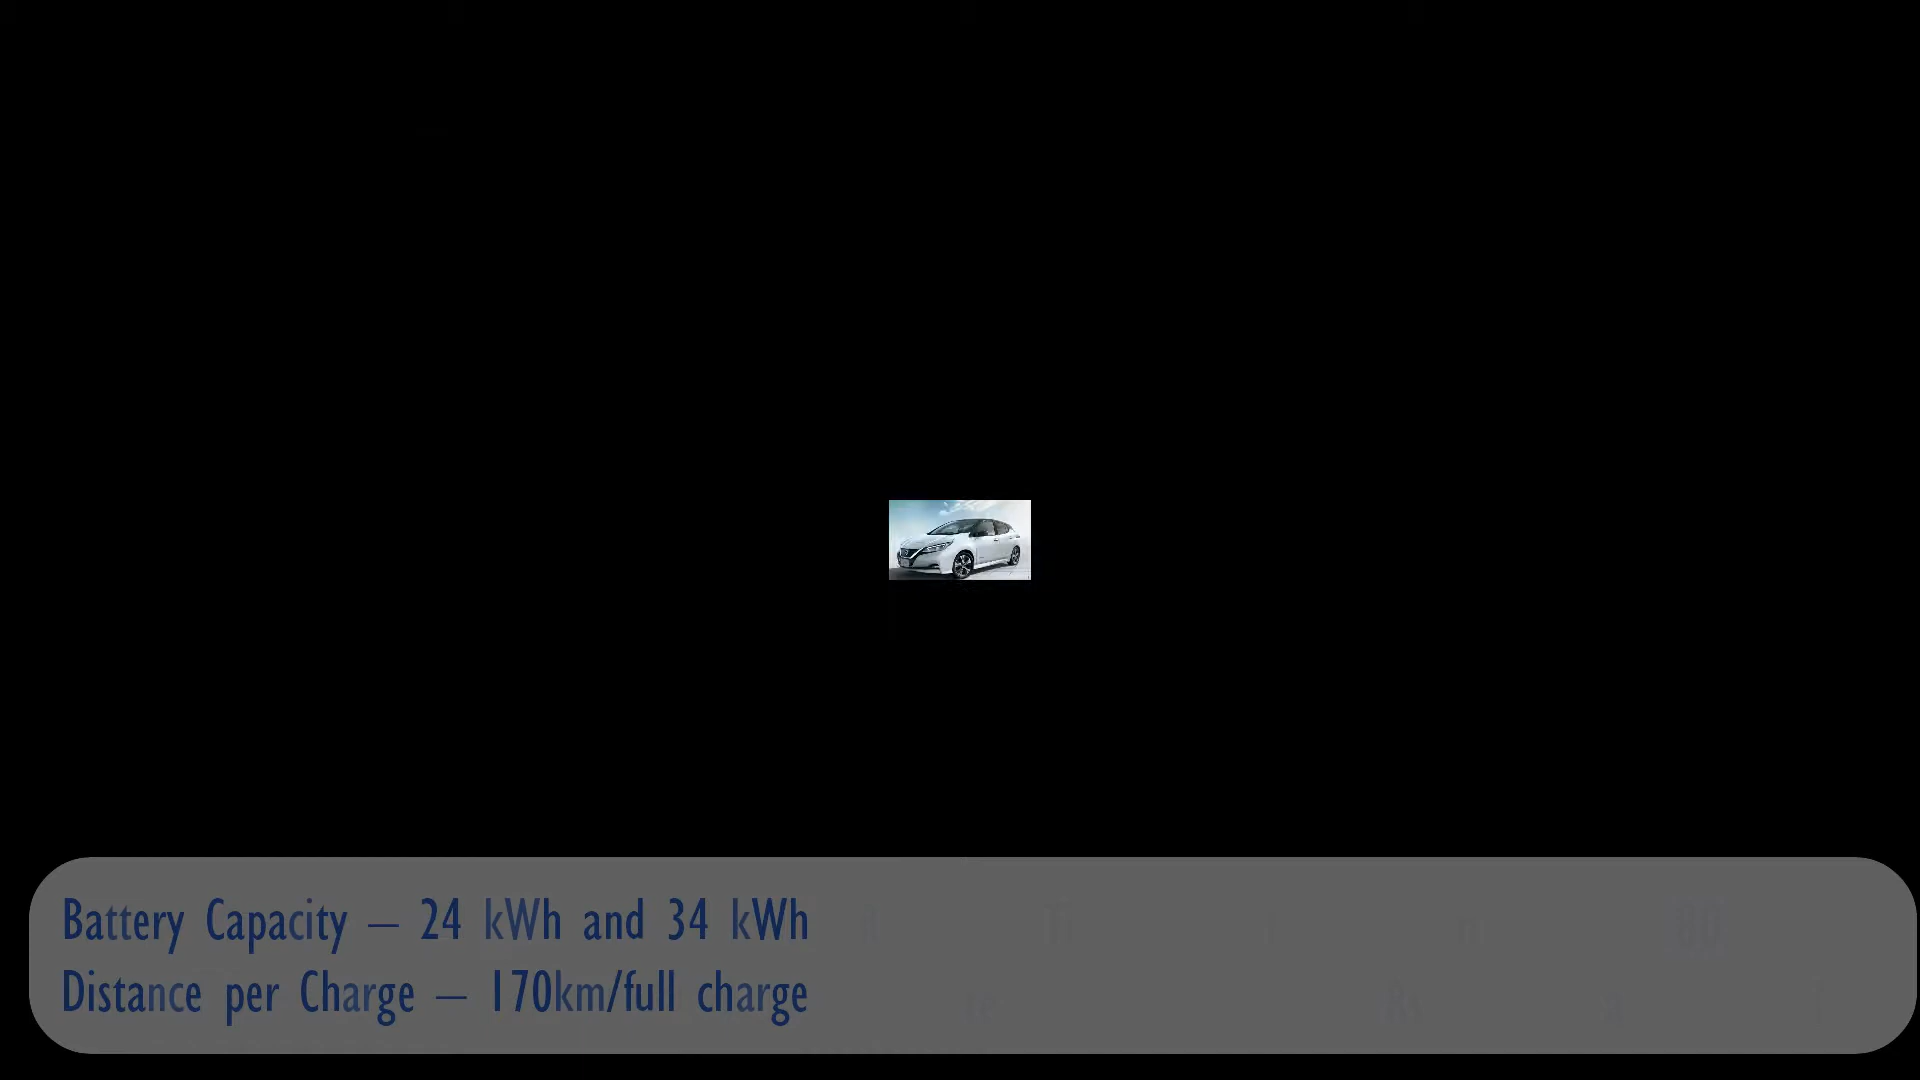 Battery Capacity – 24 kWh and 34 kWh
Distance per Charge – 170km/full charge